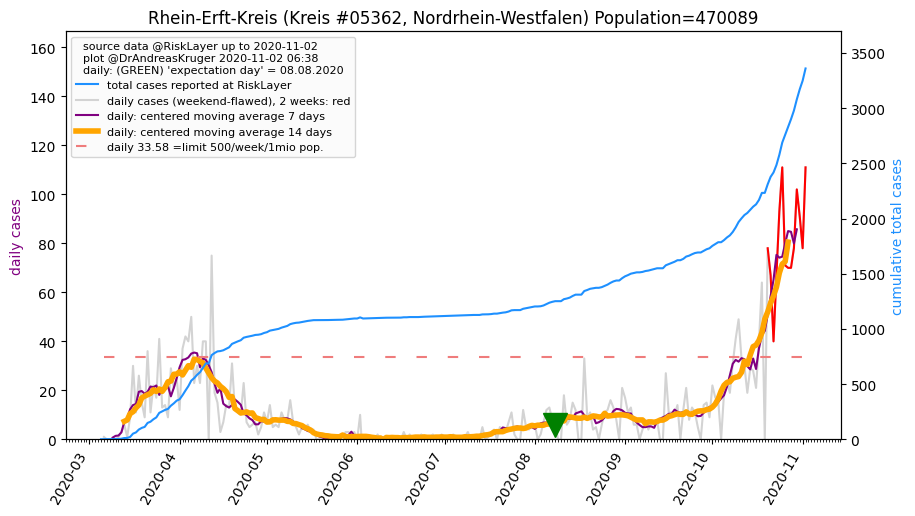 Rhein-Erft-Kreis (Kreis #05362, Nordrhein-Westfalen) Population=470089
source data @RiskLayer up to 2020-11-02
plot @DrAndreasKruger 2020-11-02 06:38
daily: (GREEN) 'expectation day' = 08.08.2020
total cases reported at RiskLayer
daily cases (weekend-flawed), 2 weeks: red
daily: centered moving average 7 days
daily: centered moving average 14 days
daily 33.58 =limit 500/week/1mio pop.
daily cases
160
140
120
100
80
60
40
20
0
3500
3000
2500
2000
1500
1000
500
0
cumulative total cases
2020-03
2020-04
2020-05
2020-06
2020-07
2020-08
2020-09
2020-10
2020-11